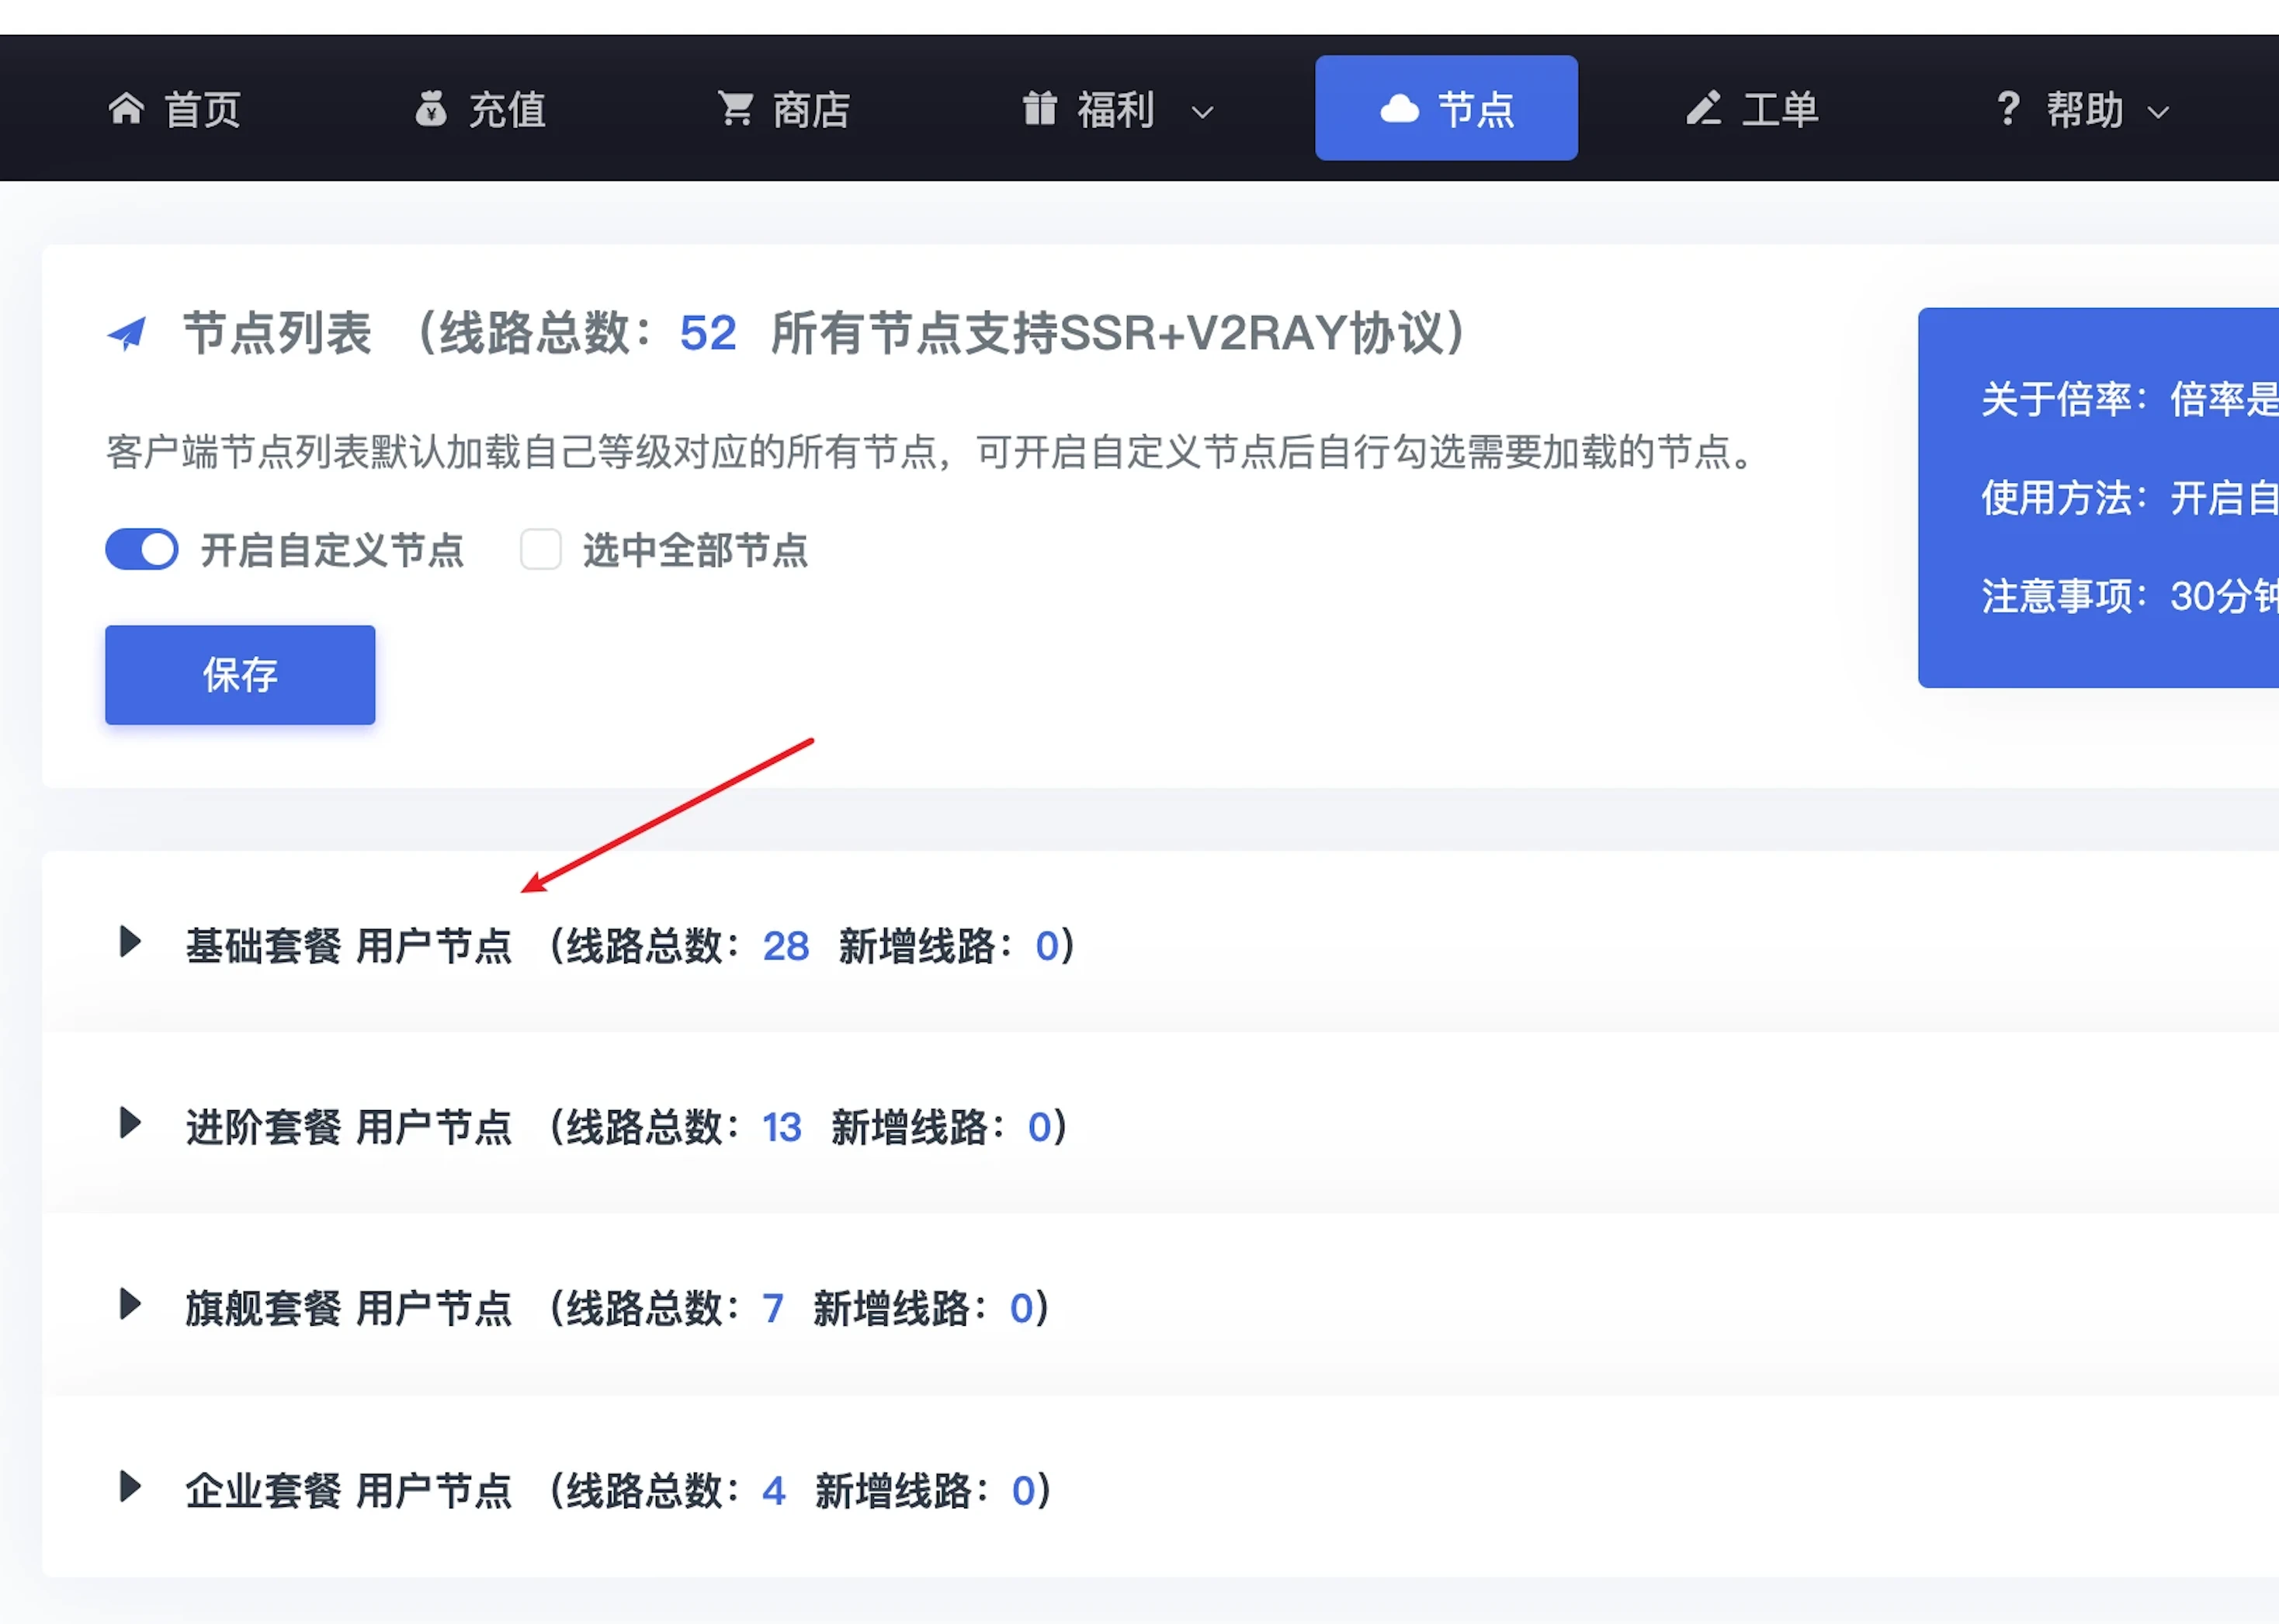 首页 充值 商店 福利 节点 工单 ? 帮助
节点列表 （线路总数：52 所有节点支持SSR+V2RAY协议）
客户端节点列表默认加载自己等级对应的所有节点，可开启自定义节点后自行勾选需要加载的节点。
开启自定义节点 选中全部节点
保存
关于倍率：倍率是
使用方法：开启自
注意事项：30分钟
基础套餐 用户节点 （线路总数：28 新增线路：0）
进阶套餐 用户节点 （线路总数：13 新增线路：0）
旗舰套餐 用户节点 （线路总数：7 新增线路：0）
企业套餐 用户节点 （线路总数：4 新增线路：0）